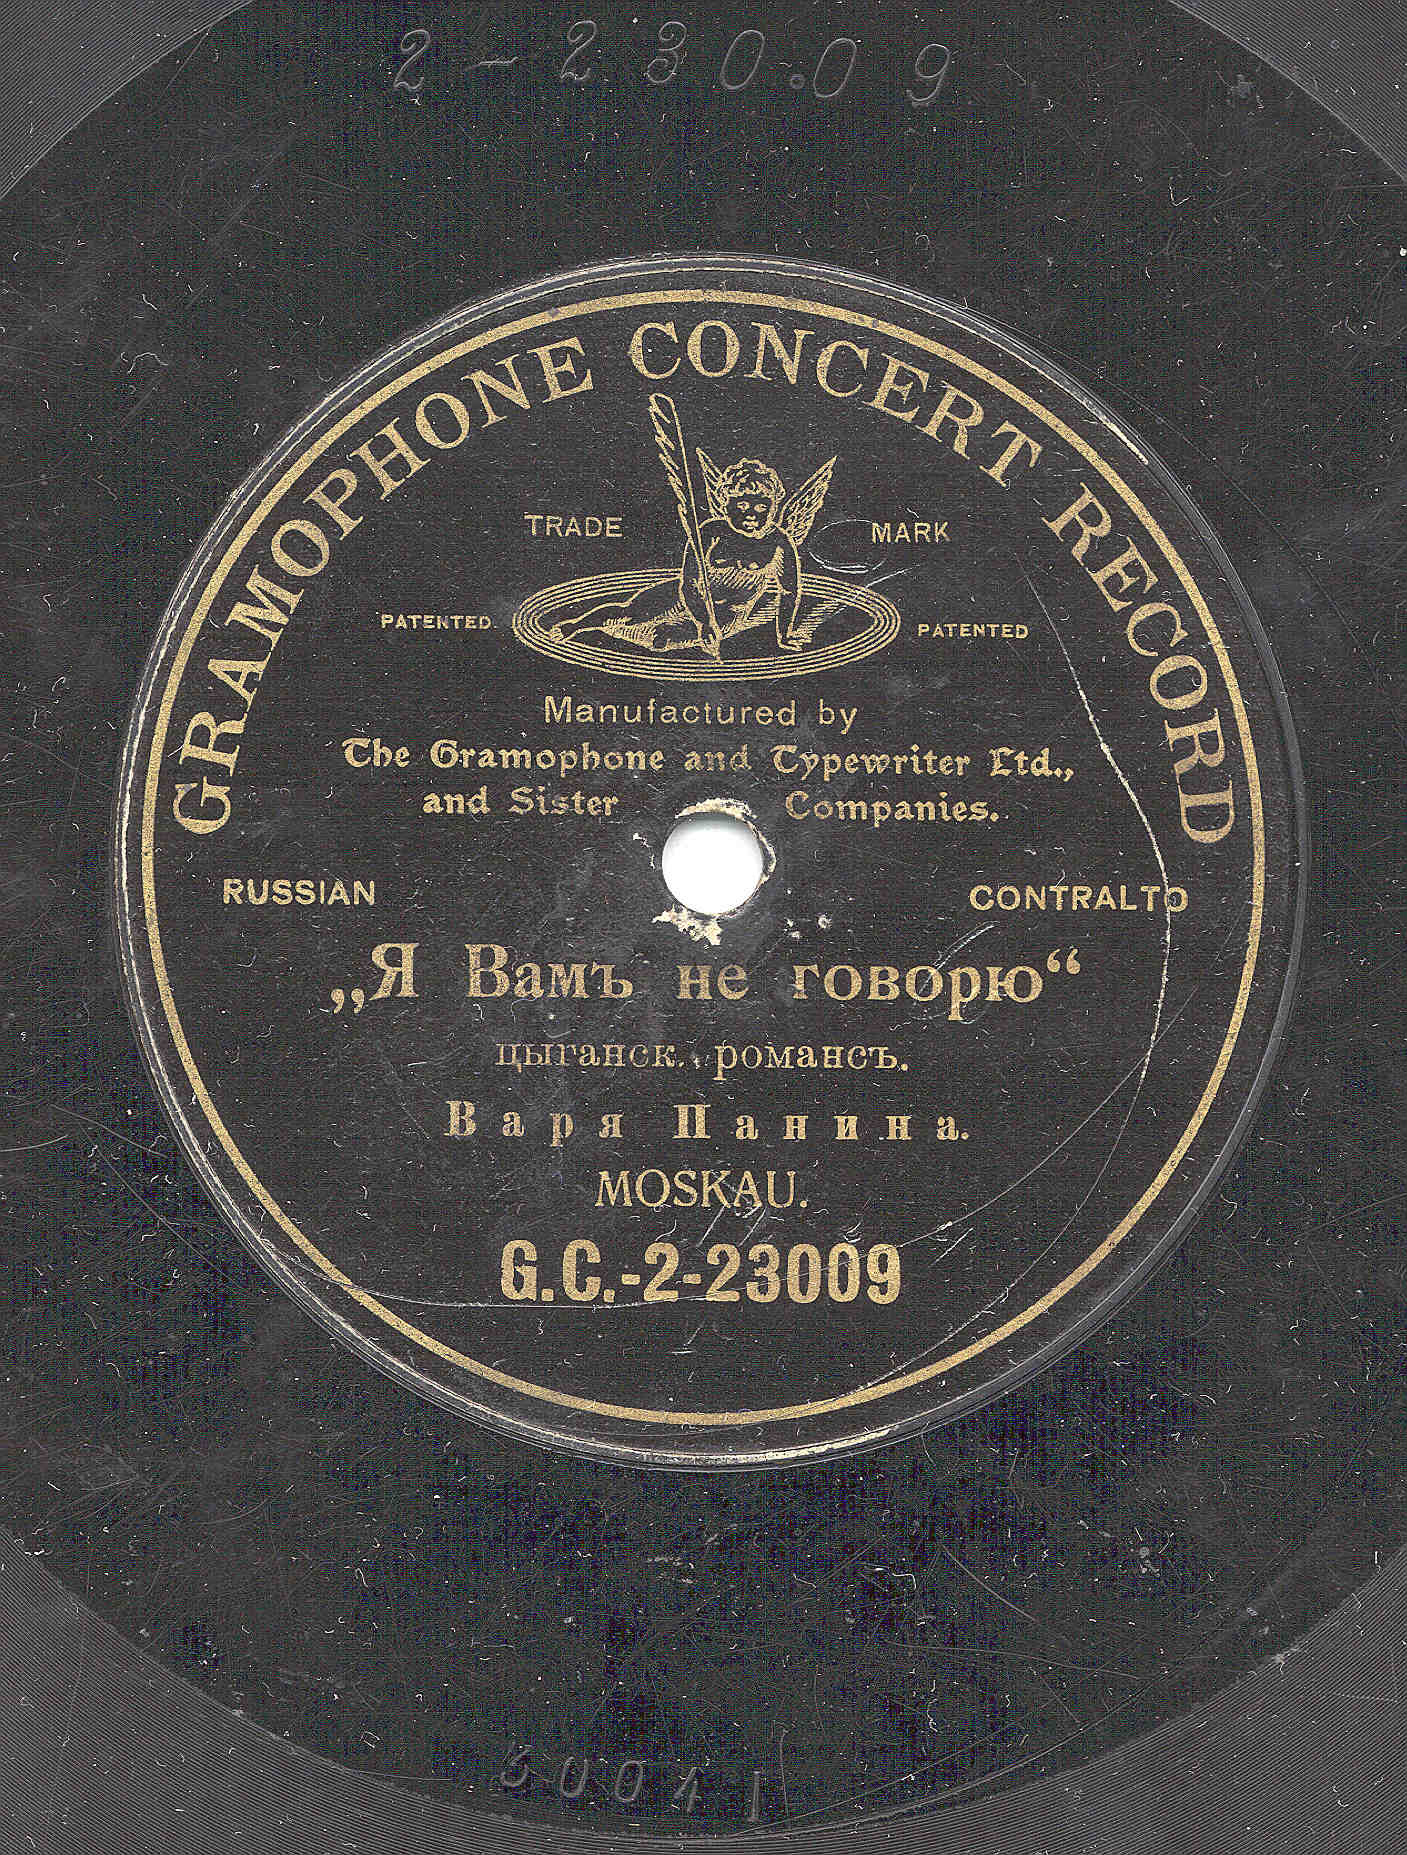 2-23009
GRAMOPHONE CONCERT RECORD
TRADE MARK
PATENTED. PATENTED
Manufactured by
The Gramophone and Typewriter Ltd.,
and Sister Companies.
RUSSIAN CONTRALTO
„Я Вамъ не говорю“
цыганск. романсъ.
Варя Панина.
MOSKAU.
G.C.-2-23009